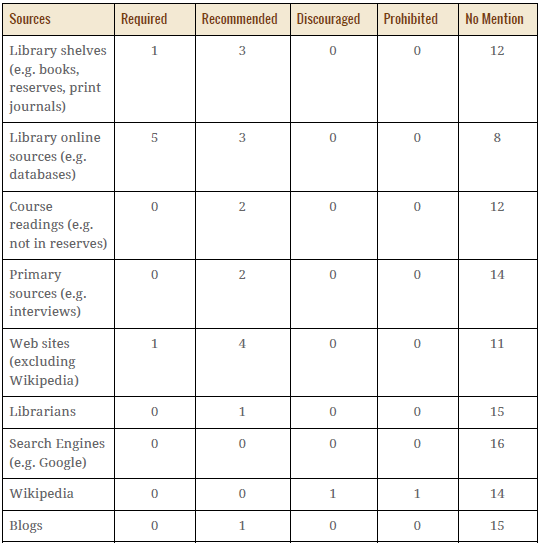 Sources Required Recommended Discouraged Prohibited No Mention
Library shelves 1 3 0 0 12
(e.g. books,
reserves, print
journals)
Library online 5 3 0 0 8
sources (e.g.
databases)
Course 0 2 0 0 12
readings (e.g.
not in reserves)
Primary 0 2 0 0 14
sources (e.g.
interviews)
Web sites 1 4 0 0 11
(excluding
Wikipedia)
Librarians 0 1 0 0 15
Search Engines 0 0 0 0 16
(e.g. Google)
Wikipedia 0 0 1 1 14
Blogs 0 1 0 0 15